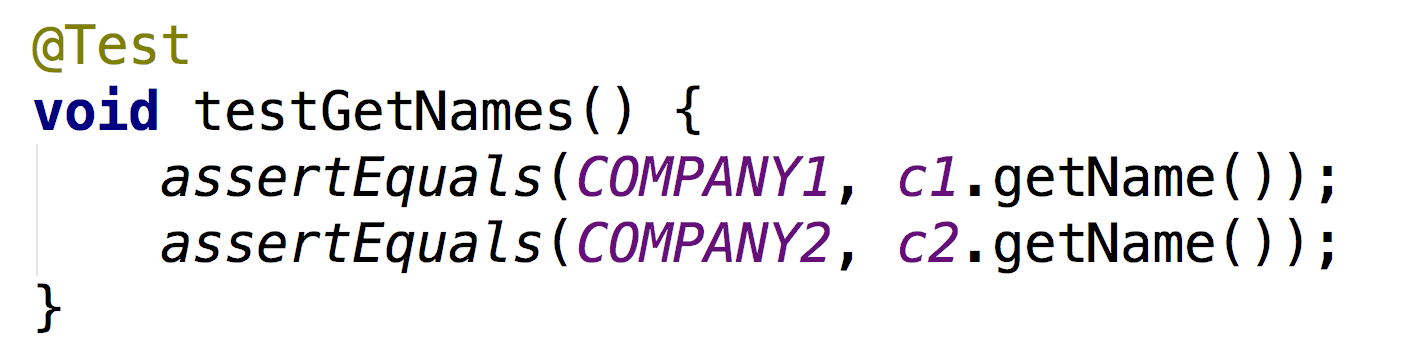 @Test
void testGetNames() {
    assertEquals(COMPANY1, c1.getName());
    assertEquals(COMPANY2, c2.getName());
}